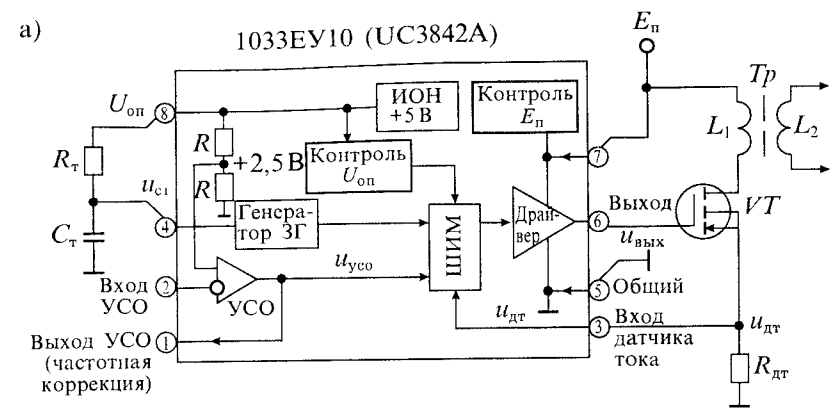 а)
1033ЕУ10 (UC3842A)
Eп
Тр
L1
L2
Uоп
8
ИОН
+5 В
Контроль
Eп
7
R
+2,5 В
R
Контроль
Uоп
Rт
uс1
4
Генера-
тор ЗГ
ШИМ
Драй-
вер
6
Выход
VT
uвых
Cт
2
Вход
УСО
УСО
uусо
5
Общий
uдт
3
Вход
датчика
тока
uдт
1
Выход УСО
(частотная
коррекция)
Rдт